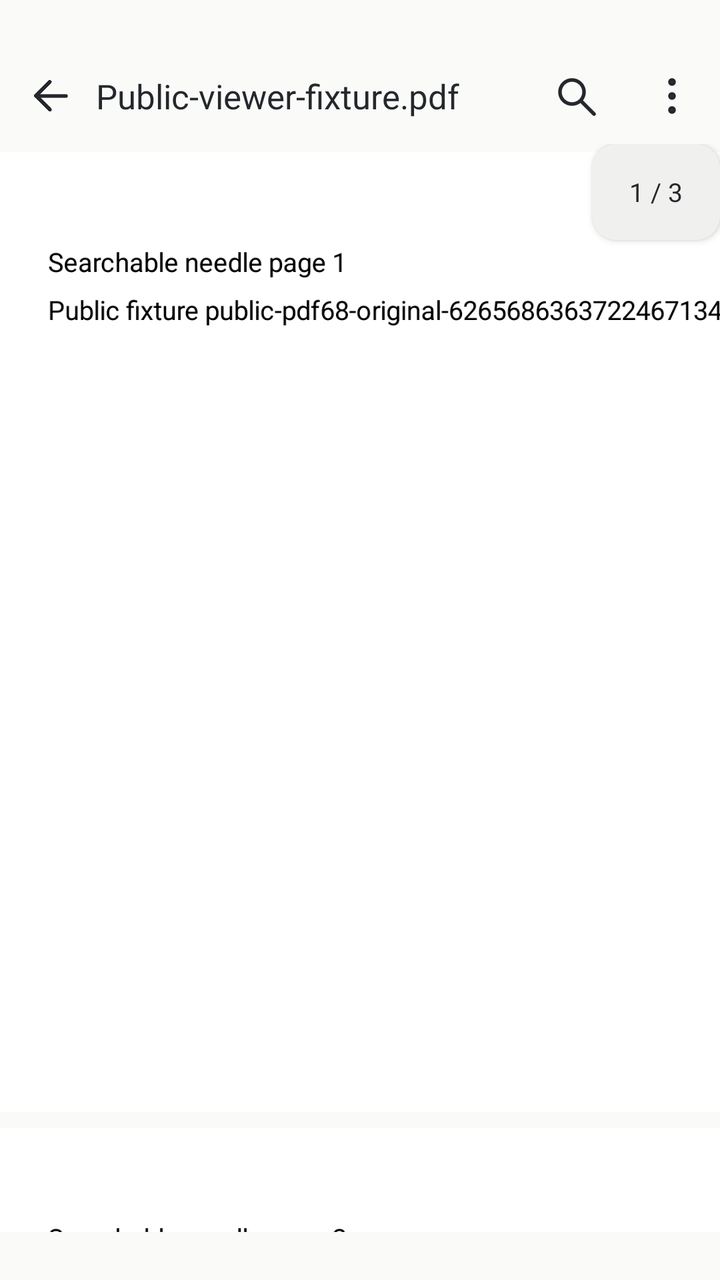 Public-viewer-fixture.pdf
1 / 3
Searchable needle page 1
Public fixture public-pdf68-original-6265686363722467134